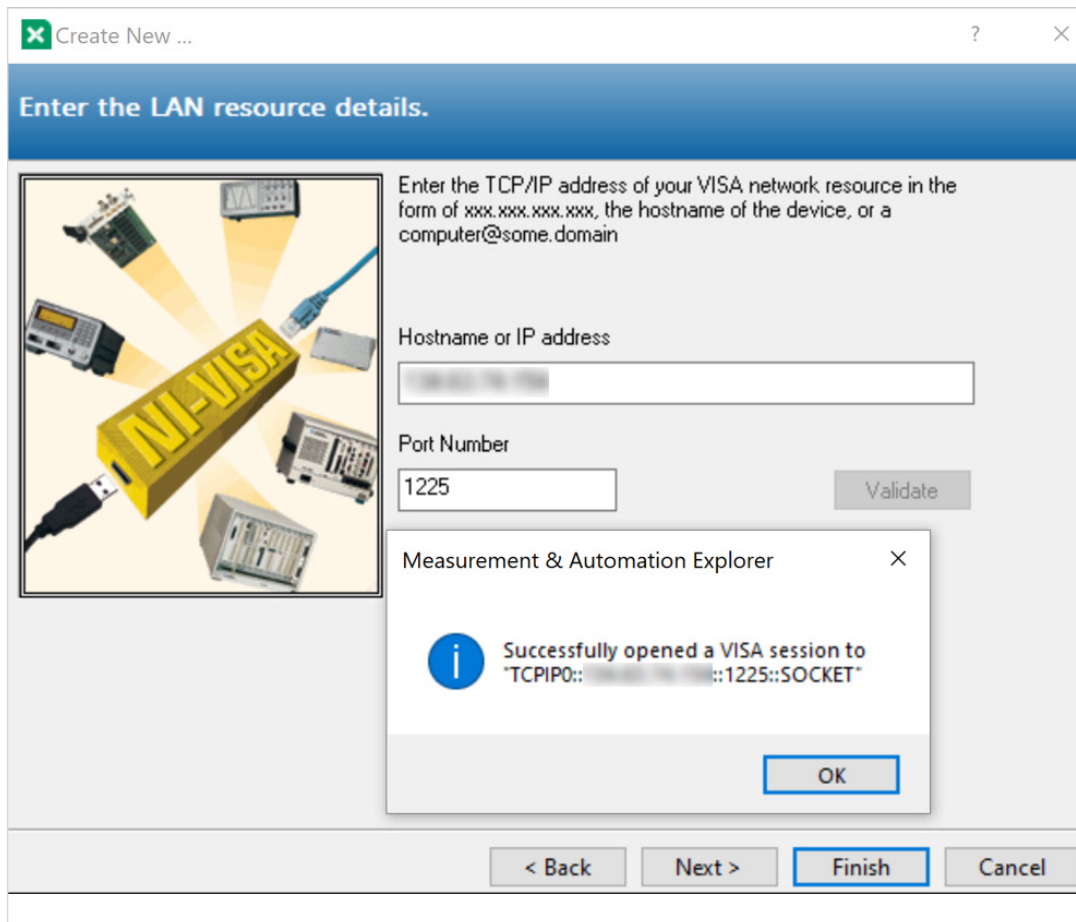 Create New ...
Enter the LAN resource details.
Enter the TCP/IP address of your VISA network resource in the
form of xxx.xxx.xxx.xxx, the hostname of the device, or a
computer@some.domain
NI-VISA
Hostname or IP address
Port Number
1225
Validate
Measurement & Automation Explorer
Successfully opened a VISA session to
"TCPIP0:: ::1225::SOCKET"
OK
< Back Next > Finish Cancel